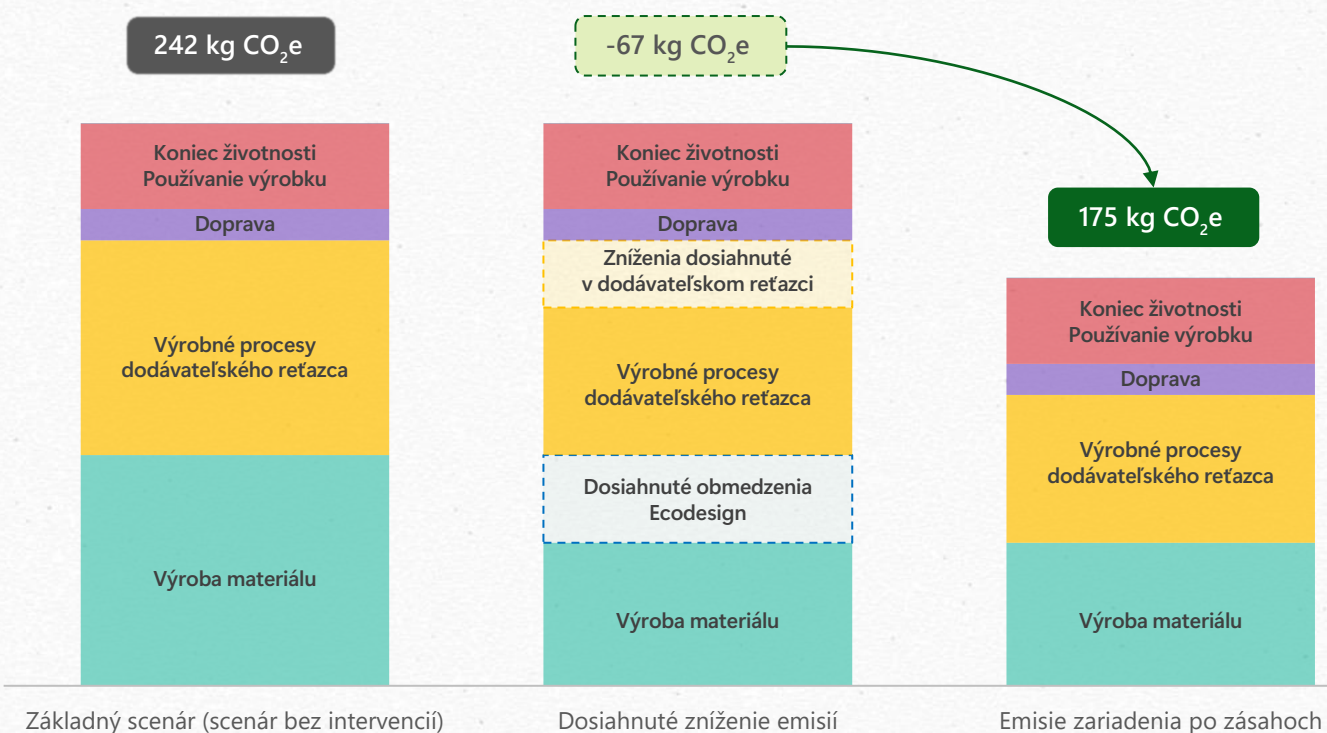 242 kg CO₂e
Koniec životnosti
Používanie výrobku
Doprava
Výrobné procesy
dodávateľského reťazca
Výroba materiálu
Základný scenár (scenár bez intervencií)
-67 kg CO₂e
Koniec životnosti
Používanie výrobku
Doprava
Zníženia dosiahnuté
v dodávateľskom reťazci
Výrobné procesy
dodávateľského reťazca
Dosiahnuté obmedzenia
Ecodesign
Výroba materiálu
Dosiahnuté zníženie emisií
175 kg CO₂e
Koniec životnosti
Používanie výrobku
Doprava
Výrobné procesy
dodávateľského reťazca
Výroba materiálu
Emisie zariadenia po zásahoch